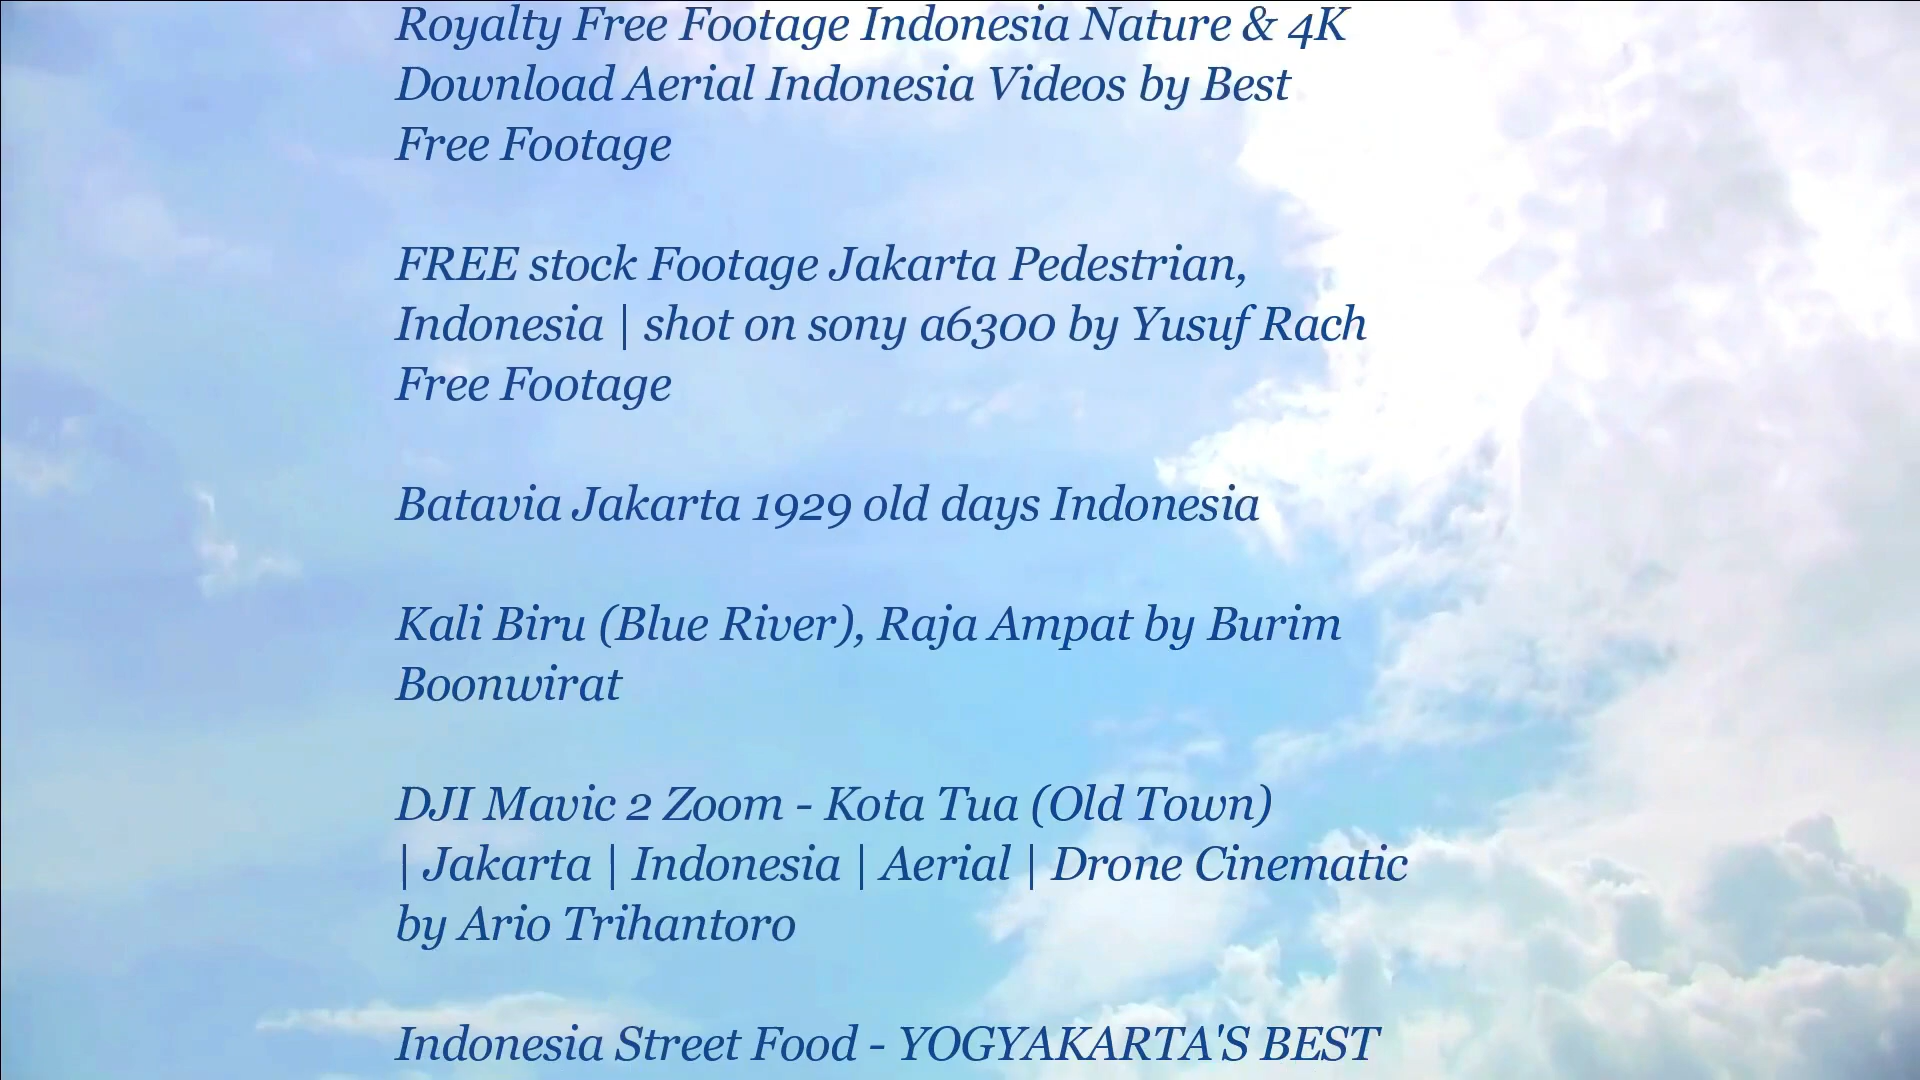 Royalty Free Footage Indonesia Nature & 4K
Download Aerial Indonesia Videos by Best
Free Footage
FREE stock Footage Jakarta Pedestrian,
Indonesia | shot on sony a6300 by Yusuf Rach
Free Footage
Batavia Jakarta 1929 old days Indonesia
Kali Biru (Blue River), Raja Ampat by Burim
Boonwirat
DJI Mavic 2 Zoom - Kota Tua (Old Town)
| Jakarta | Indonesia | Aerial | Drone Cinematic
by Ario Trihantoro
Indonesia Street Food - YOGYAKARTA'S BEST